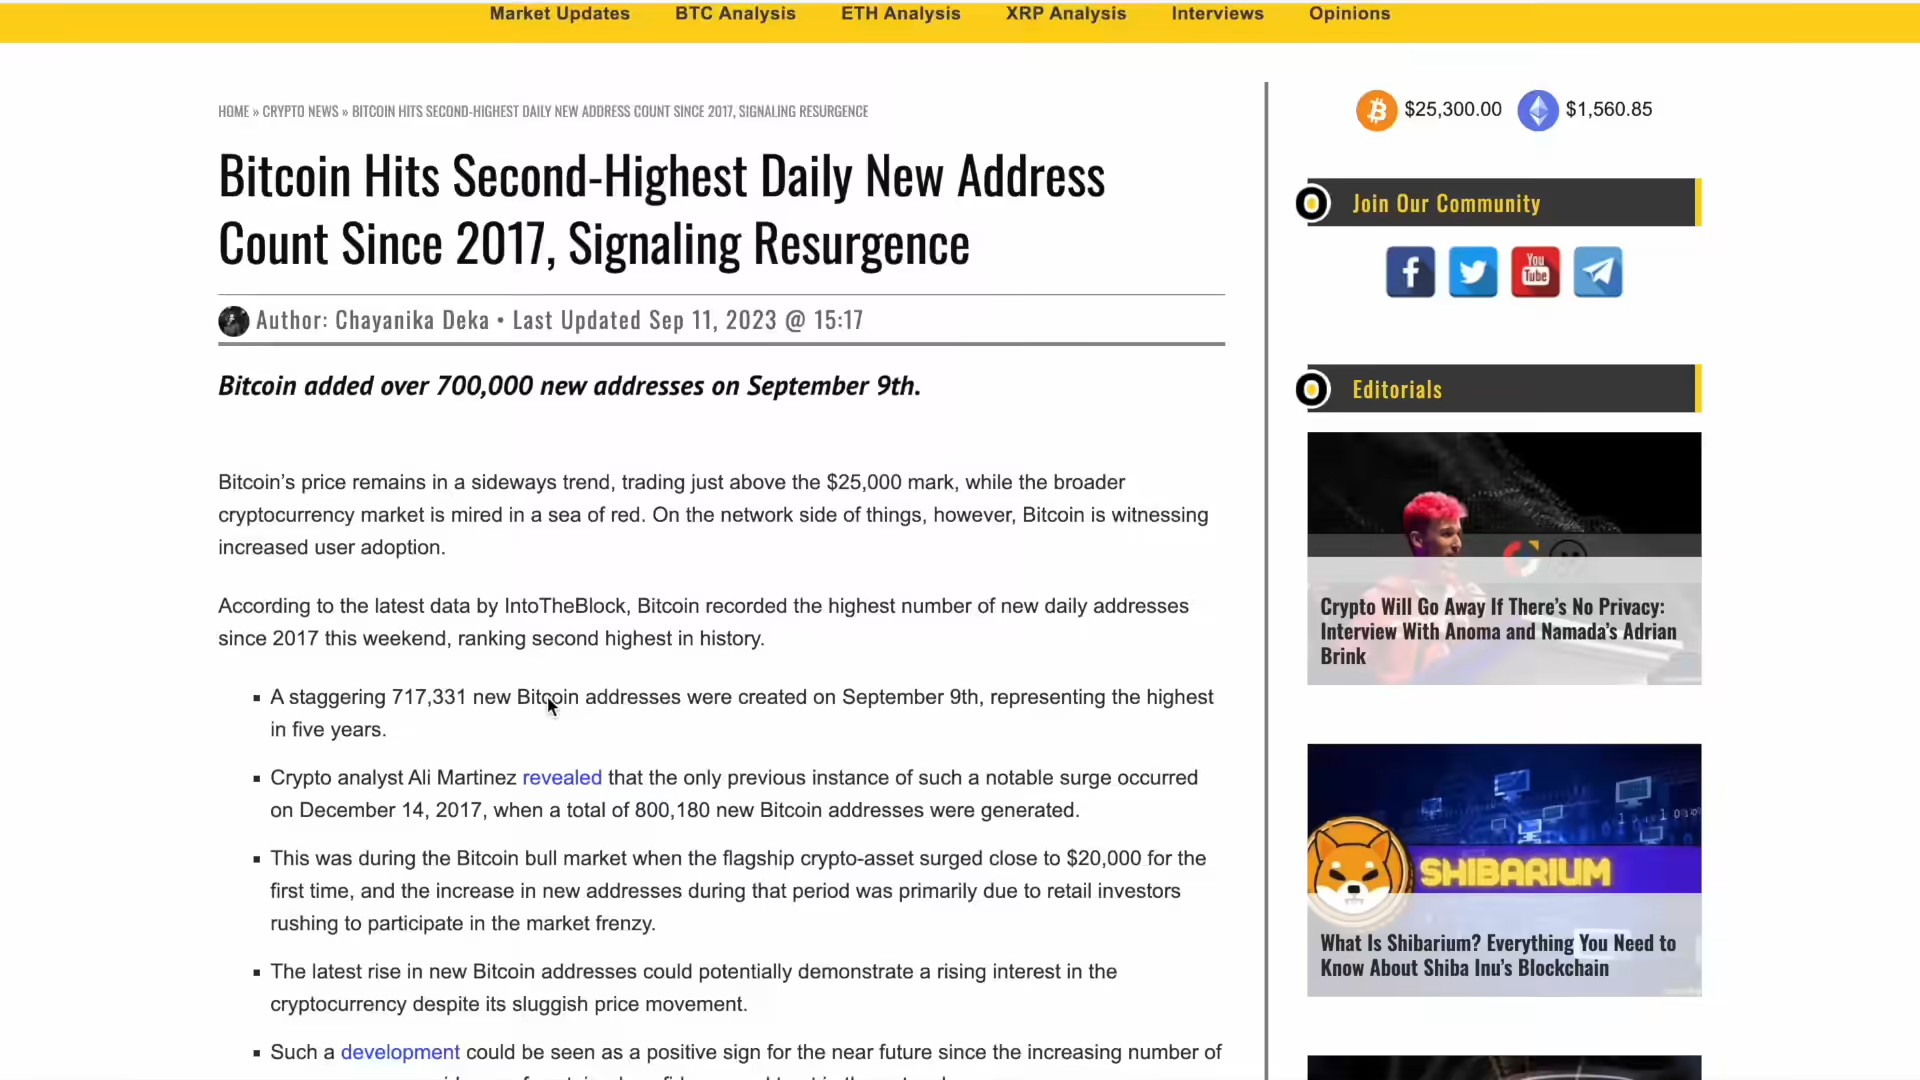 Market Updates BTC Analysis ETH Analysis XRP Analysis Interviews Opinions
HOME » CRYPTO NEWS » BITCOIN HITS SECOND-HIGHEST DAILY NEW ADDRESS COUNT SINCE 2017, SIGNALING RESURGENCE
Bitcoin Hits Second-Highest Daily New Address
Count Since 2017, Signaling Resurgence
Author: Chayanika Deka • Last Updated Sep 11, 2023 @ 15:17
Bitcoin added over 700,000 new addresses on September 9th.
Bitcoin’s price remains in a sideways trend, trading just above the $25,000 mark, while the broader
cryptocurrency market is mired in a sea of red. On the network side of things, however, Bitcoin is witnessing
increased user adoption.
According to the latest data by IntoTheBlock, Bitcoin recorded the highest number of new daily addresses
since 2017 this weekend, ranking second highest in history.
▪ A staggering 717,331 new Bitcoin addresses were created on September 9th, representing the highest
in five years.
▪ Crypto analyst Ali Martinez revealed that the only previous instance of such a notable surge occurred
on December 14, 2017, when a total of 800,180 new Bitcoin addresses were generated.
▪ This was during the Bitcoin bull market when the flagship crypto-asset surged close to $20,000 for the
first time, and the increase in new addresses during that period was primarily due to retail investors
rushing to participate in the market frenzy.
▪ The latest rise in new Bitcoin addresses could potentially demonstrate a rising interest in the
cryptocurrency despite its sluggish price movement.
▪ Such a development could be seen as a positive sign for the near future since the increasing number of
$25,300.00 $1,560.85
Join Our Community
You
Tube
Editorials
Crypto Will Go Away If There’s No Privacy:
Interview With Anoma and Namada’s Adrian
Brink
SHIBARIUM
What Is Shibarium? Everything You Need to
Know About Shiba Inu’s Blockchain